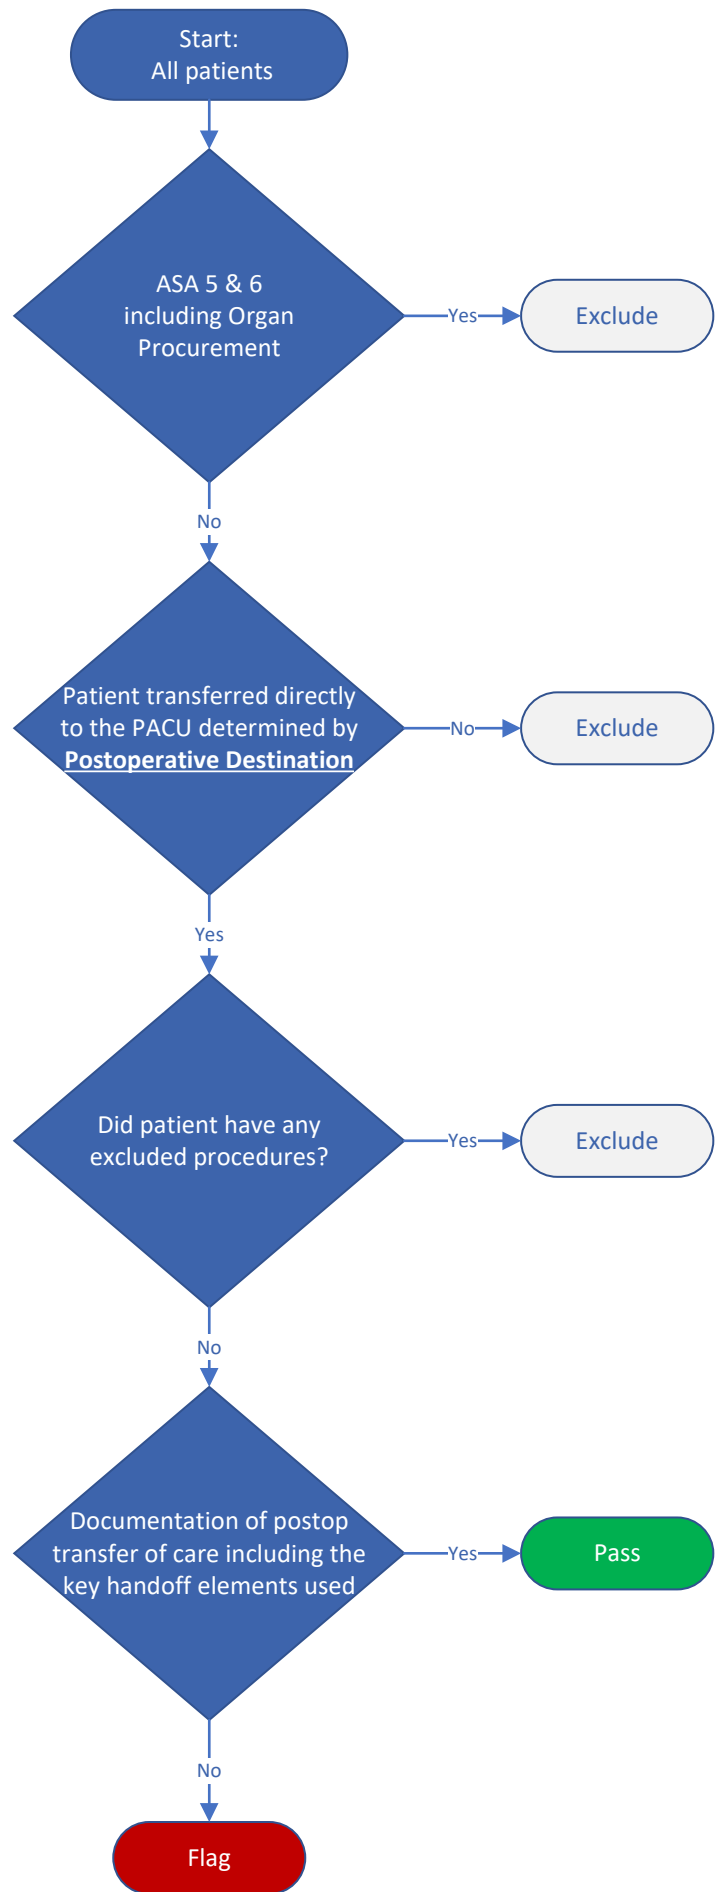 Start:
All patients
ASA 5 & 6
including Organ
Procurement
Yes
Exclude
No
Patient transferred directly
to the PACU determined by
Postoperative Destination
No
Exclude
Yes
Did patient have any
excluded procedures?
Yes
Exclude
No
Documentation of postop
transfer of care including the
key handoff elements used
Yes
Pass
No
Flag